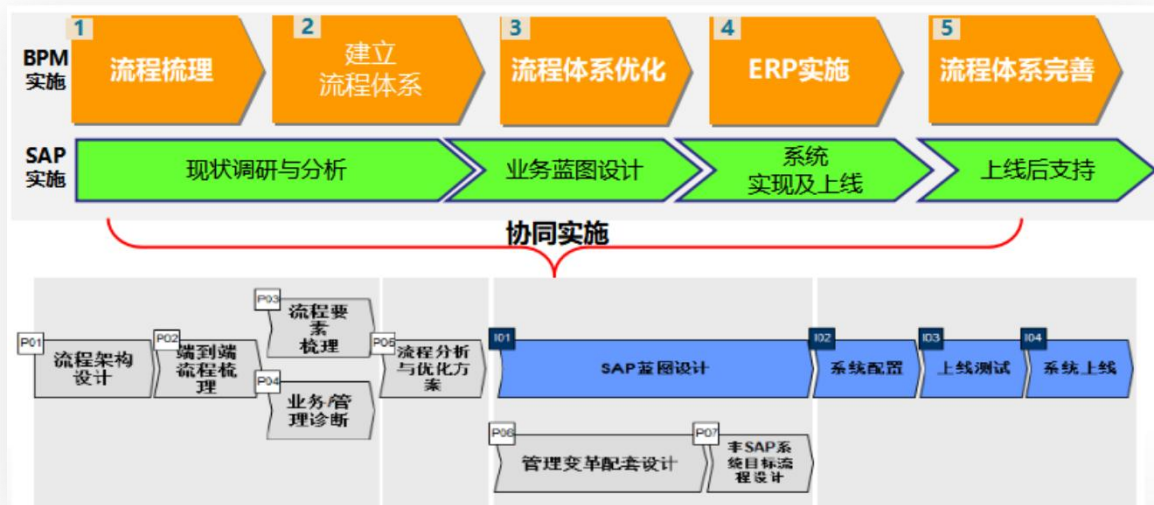 1
2
3
4
5
BPM
实施
流程梳理
建立
流程体系
流程体系优化
ERP实施
流程体系完善
SAP
实施
现状调研与分析
业务蓝图设计
系统
实现及上线
上线后支持
协同实施
P01
流程架构
设计
P02
端到端
流程梳
理
P03
流程要
素
梳理
P04
业务/管
理诊断
P05
流程分析
与优化方
案
I01
SAP蓝图设计
I02
系统配置
I03
上线测试
I04
系统上线
P06
管理变革配套设计
P07
丰SAP系
统目标流
程设计